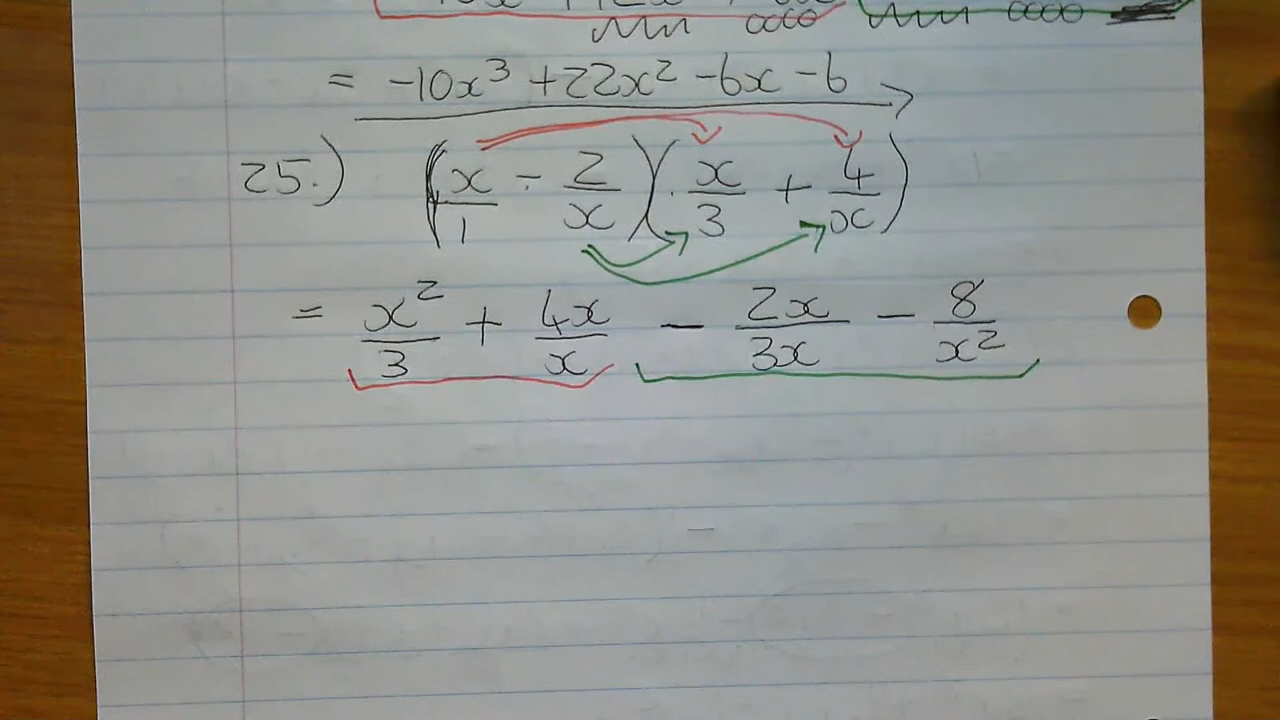 = -10x³ +22x² -6x -6
25.) (x/1 - 2/x)(x/3 + 4/x)
= x²/3 + 4x/x - 2x/3x - 8/x²